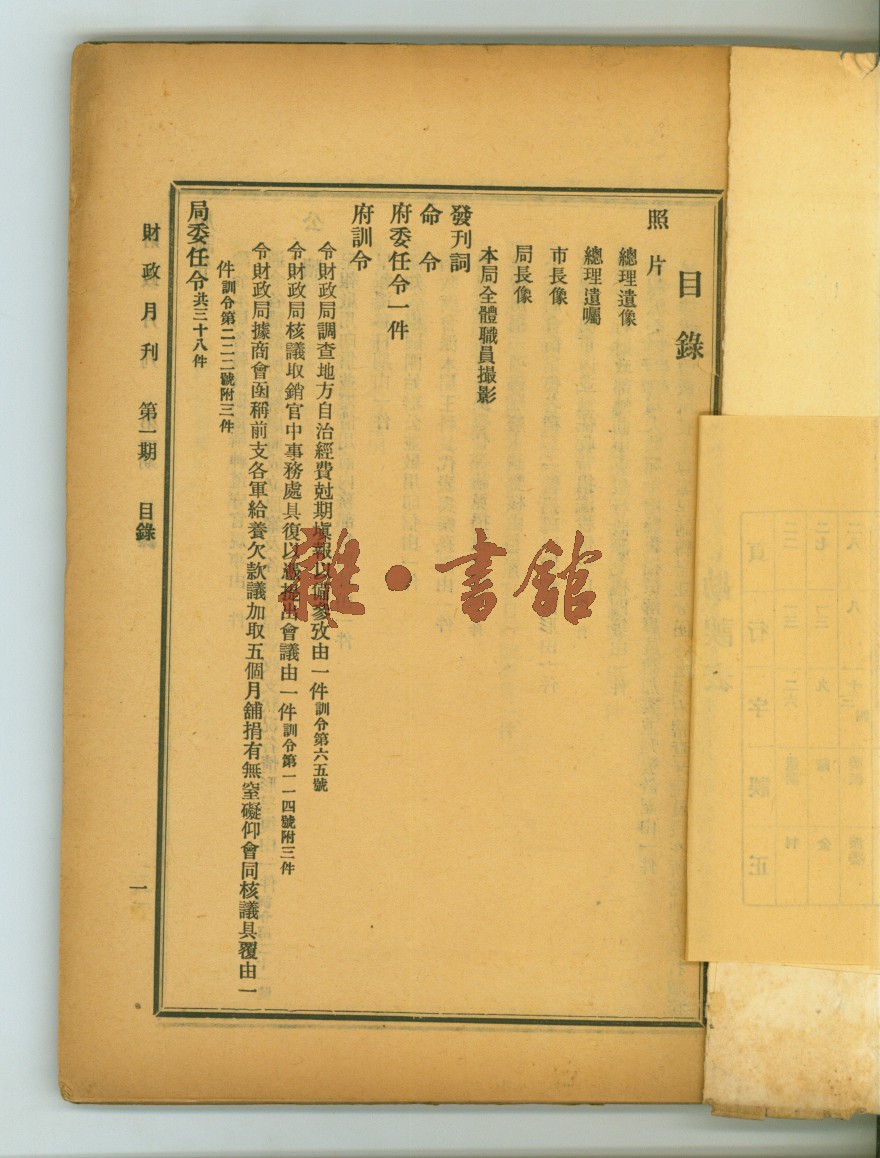 目錄
照片
總理遺像
總理遺囑
市長像
局長像
本局全體職員撮影
發刊詞
命令
府委任令一件
府訓令
令財政局調查地方自治經費尅期塡報以備參攷由一件訓令第六五號
令財政局核議取銷官中事務處具復以憑提出會議由一件訓令第一一四號附三件
令財政局據商會函稱前支各軍給養欠款議加取五個月舖捐有無窒礙仰會同核議具覆由一
件訓令第二二二號附三件
局委任令共三十八件
財政月刊 第一期 目錄
一
雅・書館